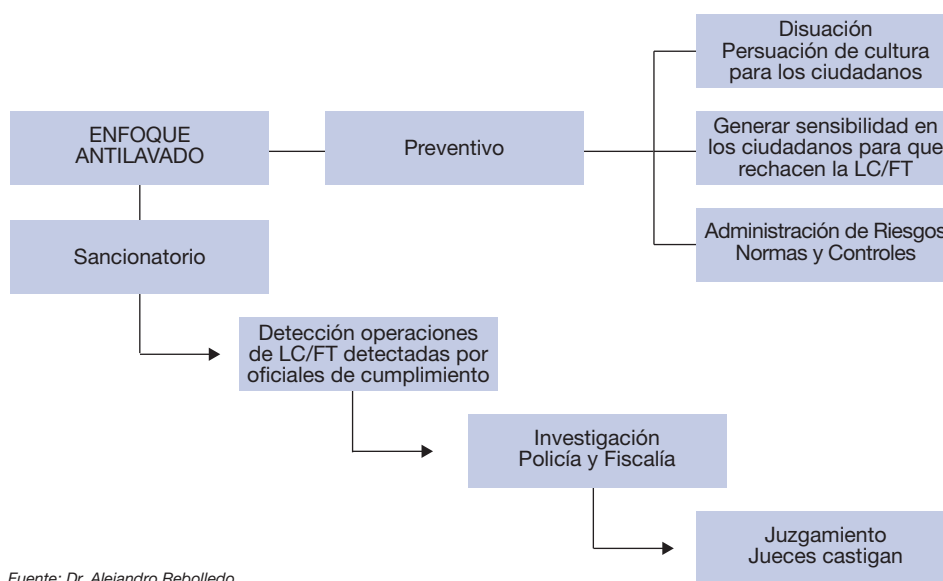 Disuación
Persuación de cultura
para los ciudadanos
ENFOQUE
ANTILAVADO
Preventivo
Generar sensibilidad en
los ciudadanos para que
rechacen la LC/FT
Administración de Riesgos
Normas y Controles
Sancionatorio
Detección operaciones
de LC/FT detectadas por
oficiales de cumplimiento
Investigación
Policía y Fiscalía
Juzgamiento
Jueces castigan
Fuente: Dr. Alejandro Rebolledo